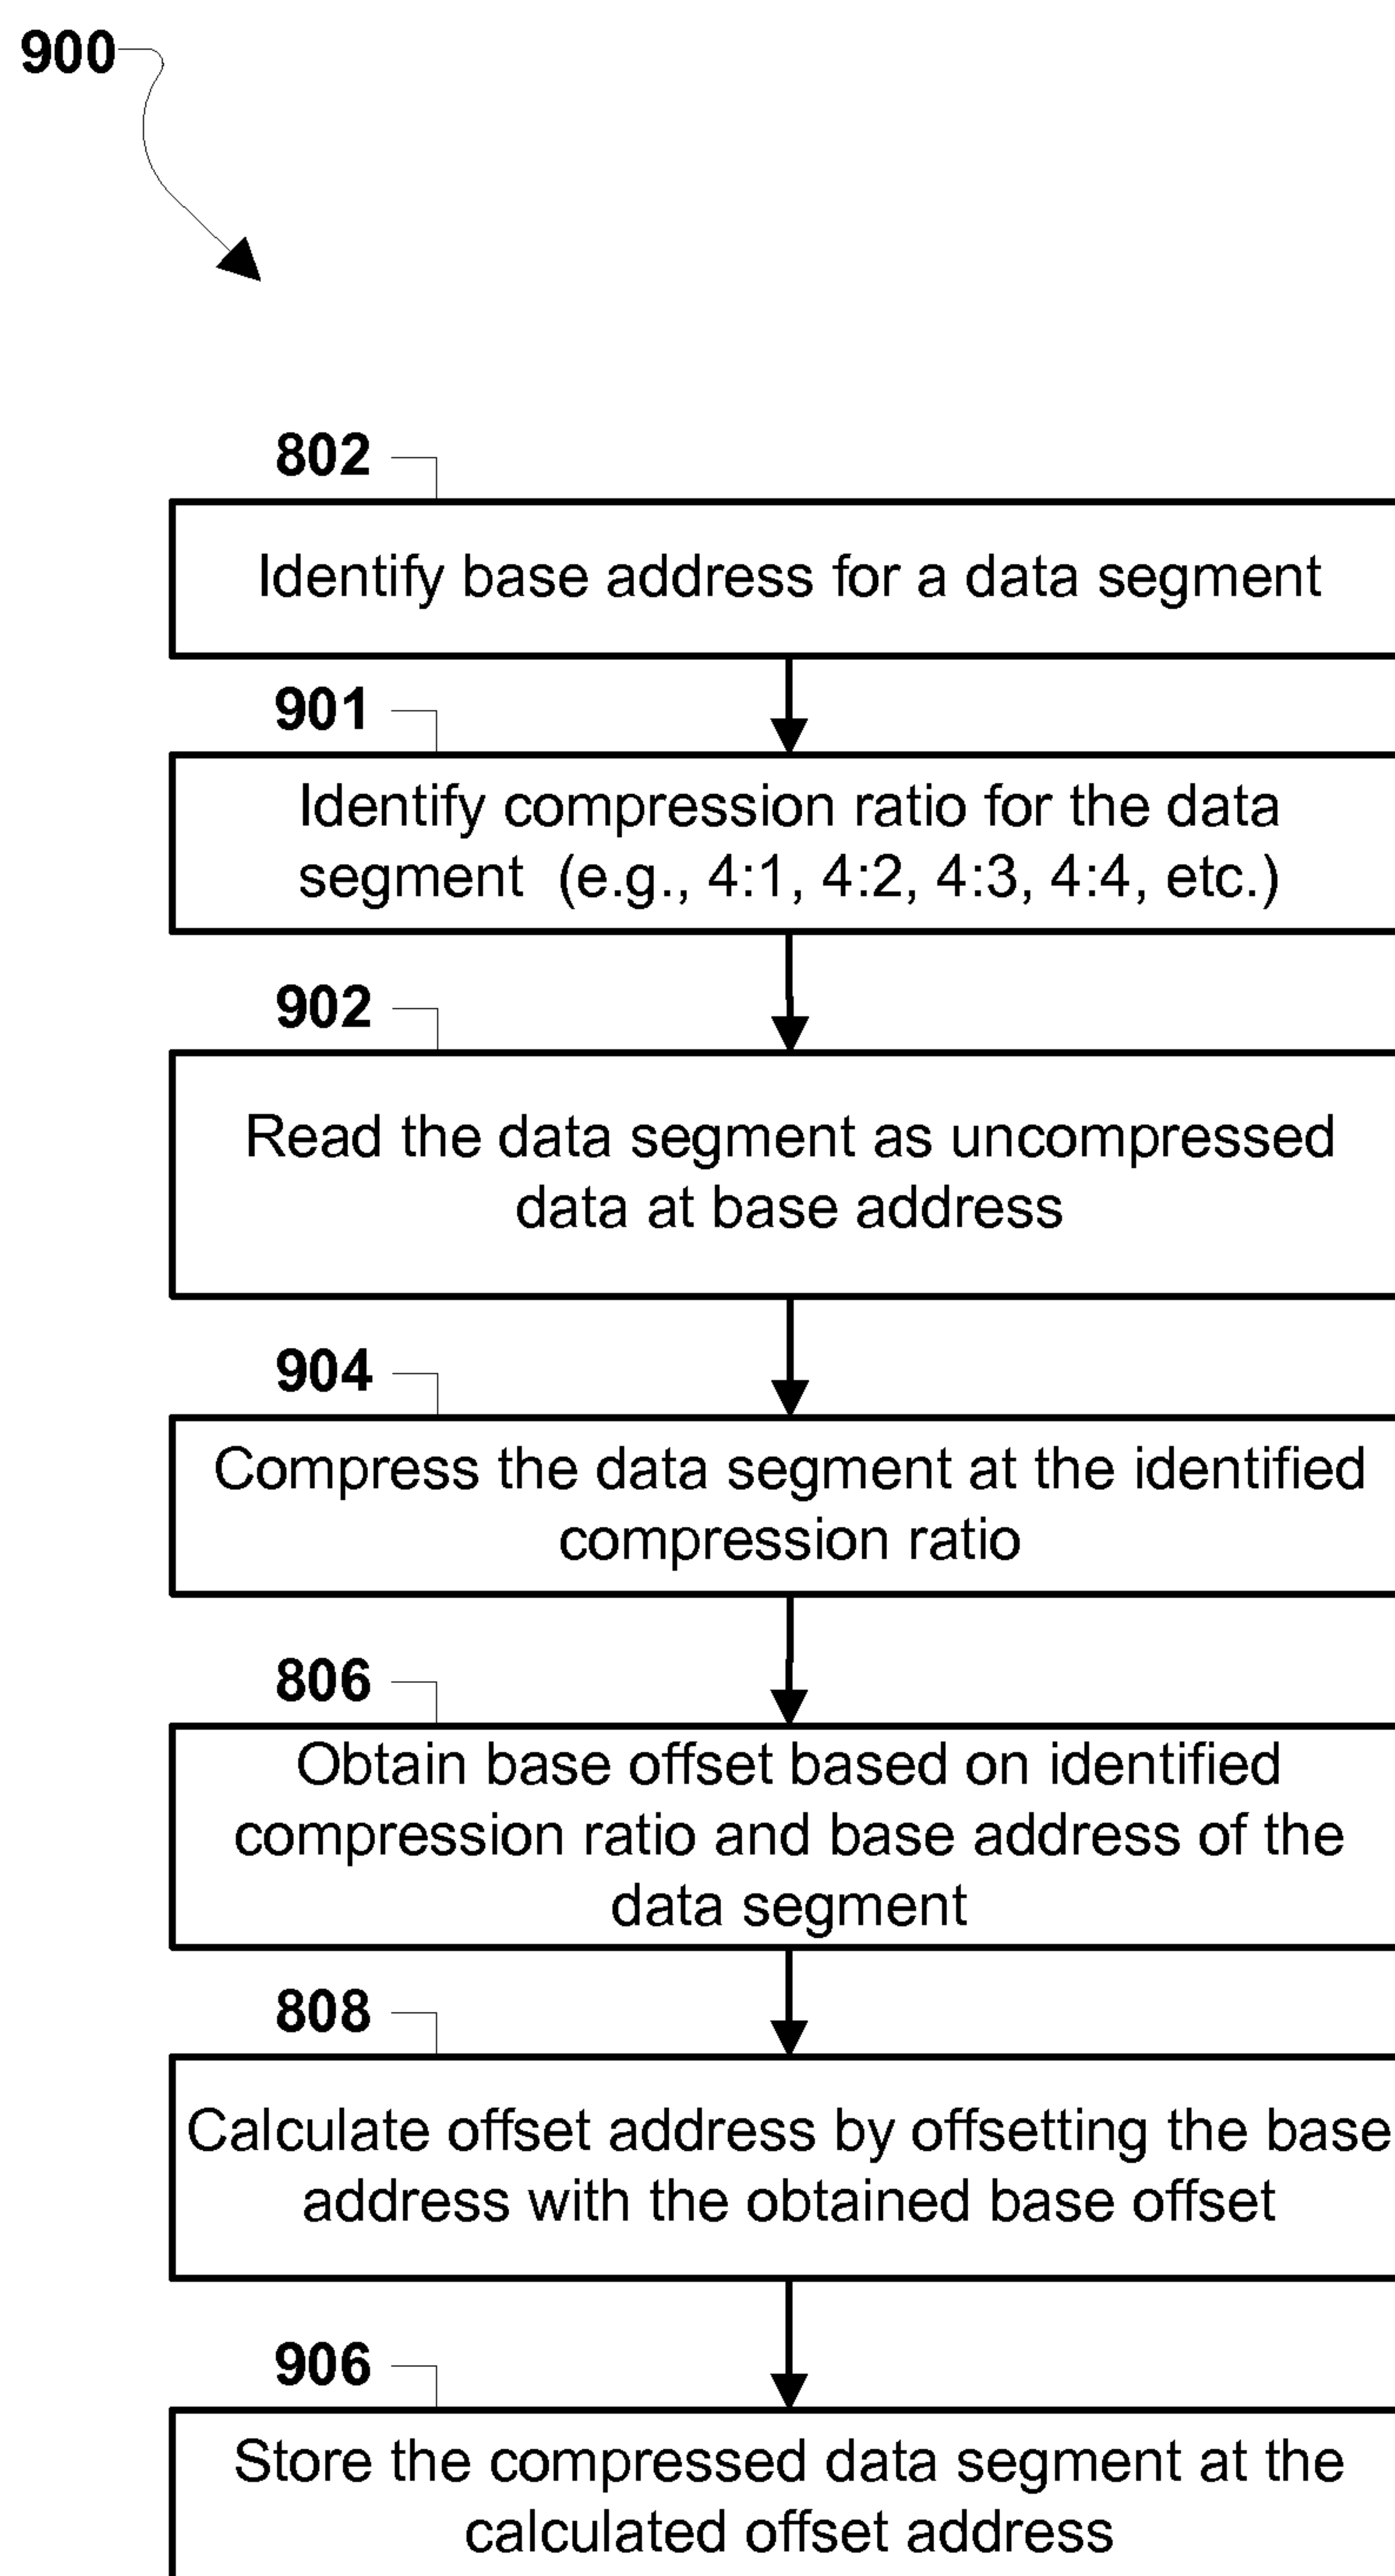 900
802
Identify base address for a data segment
901
Identify compression ratio for the data
segment (e.g., 4:1, 4:2, 4:3, 4:4, etc.)
902
Read the data segment as uncompressed
data at base address
904
Compress the data segment at the identified
compression ratio
806
Obtain base offset based on identified
compression ratio and base address of the
data segment
808
Calculate offset address by offsetting the base
address with the obtained base offset
906
Store the compressed data segment at the
calculated offset address